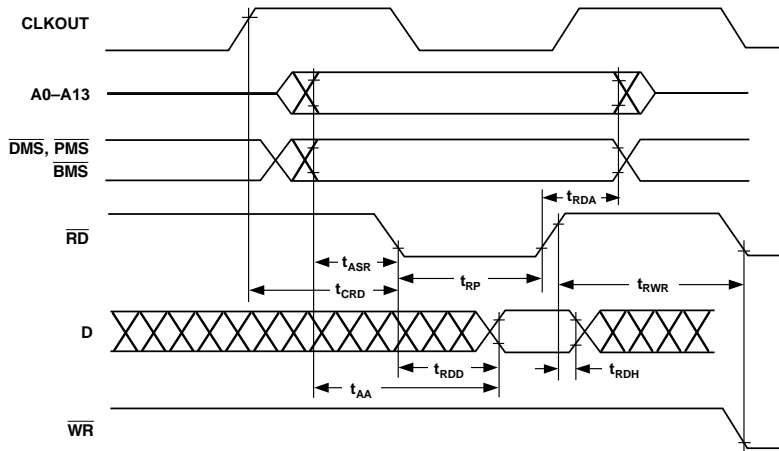 CLKOUT
A0–A13
DMS, PMS
BMS
tRDA
RD
tASR
tRP
tCRD
tRWR
D
tRDD
tRDH
tAA
WR